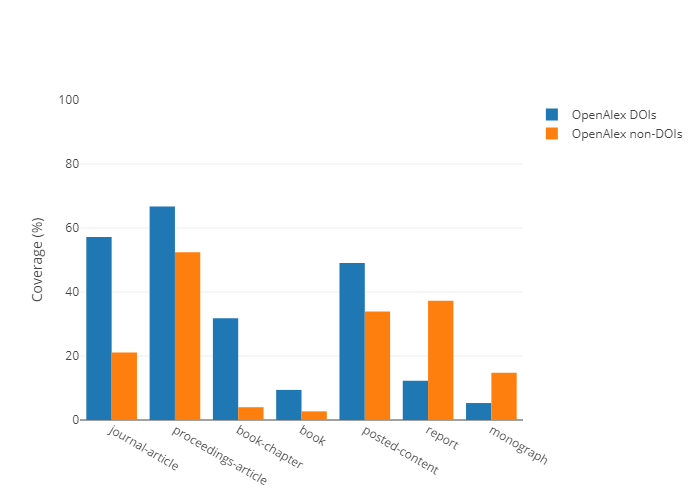 100
80
60
40
20
0
Coverage (%)
journal-article
proceedings-article
book-chapter
book
posted-content
report
monograph
OpenAlex DOIs
OpenAlex non-DOIs